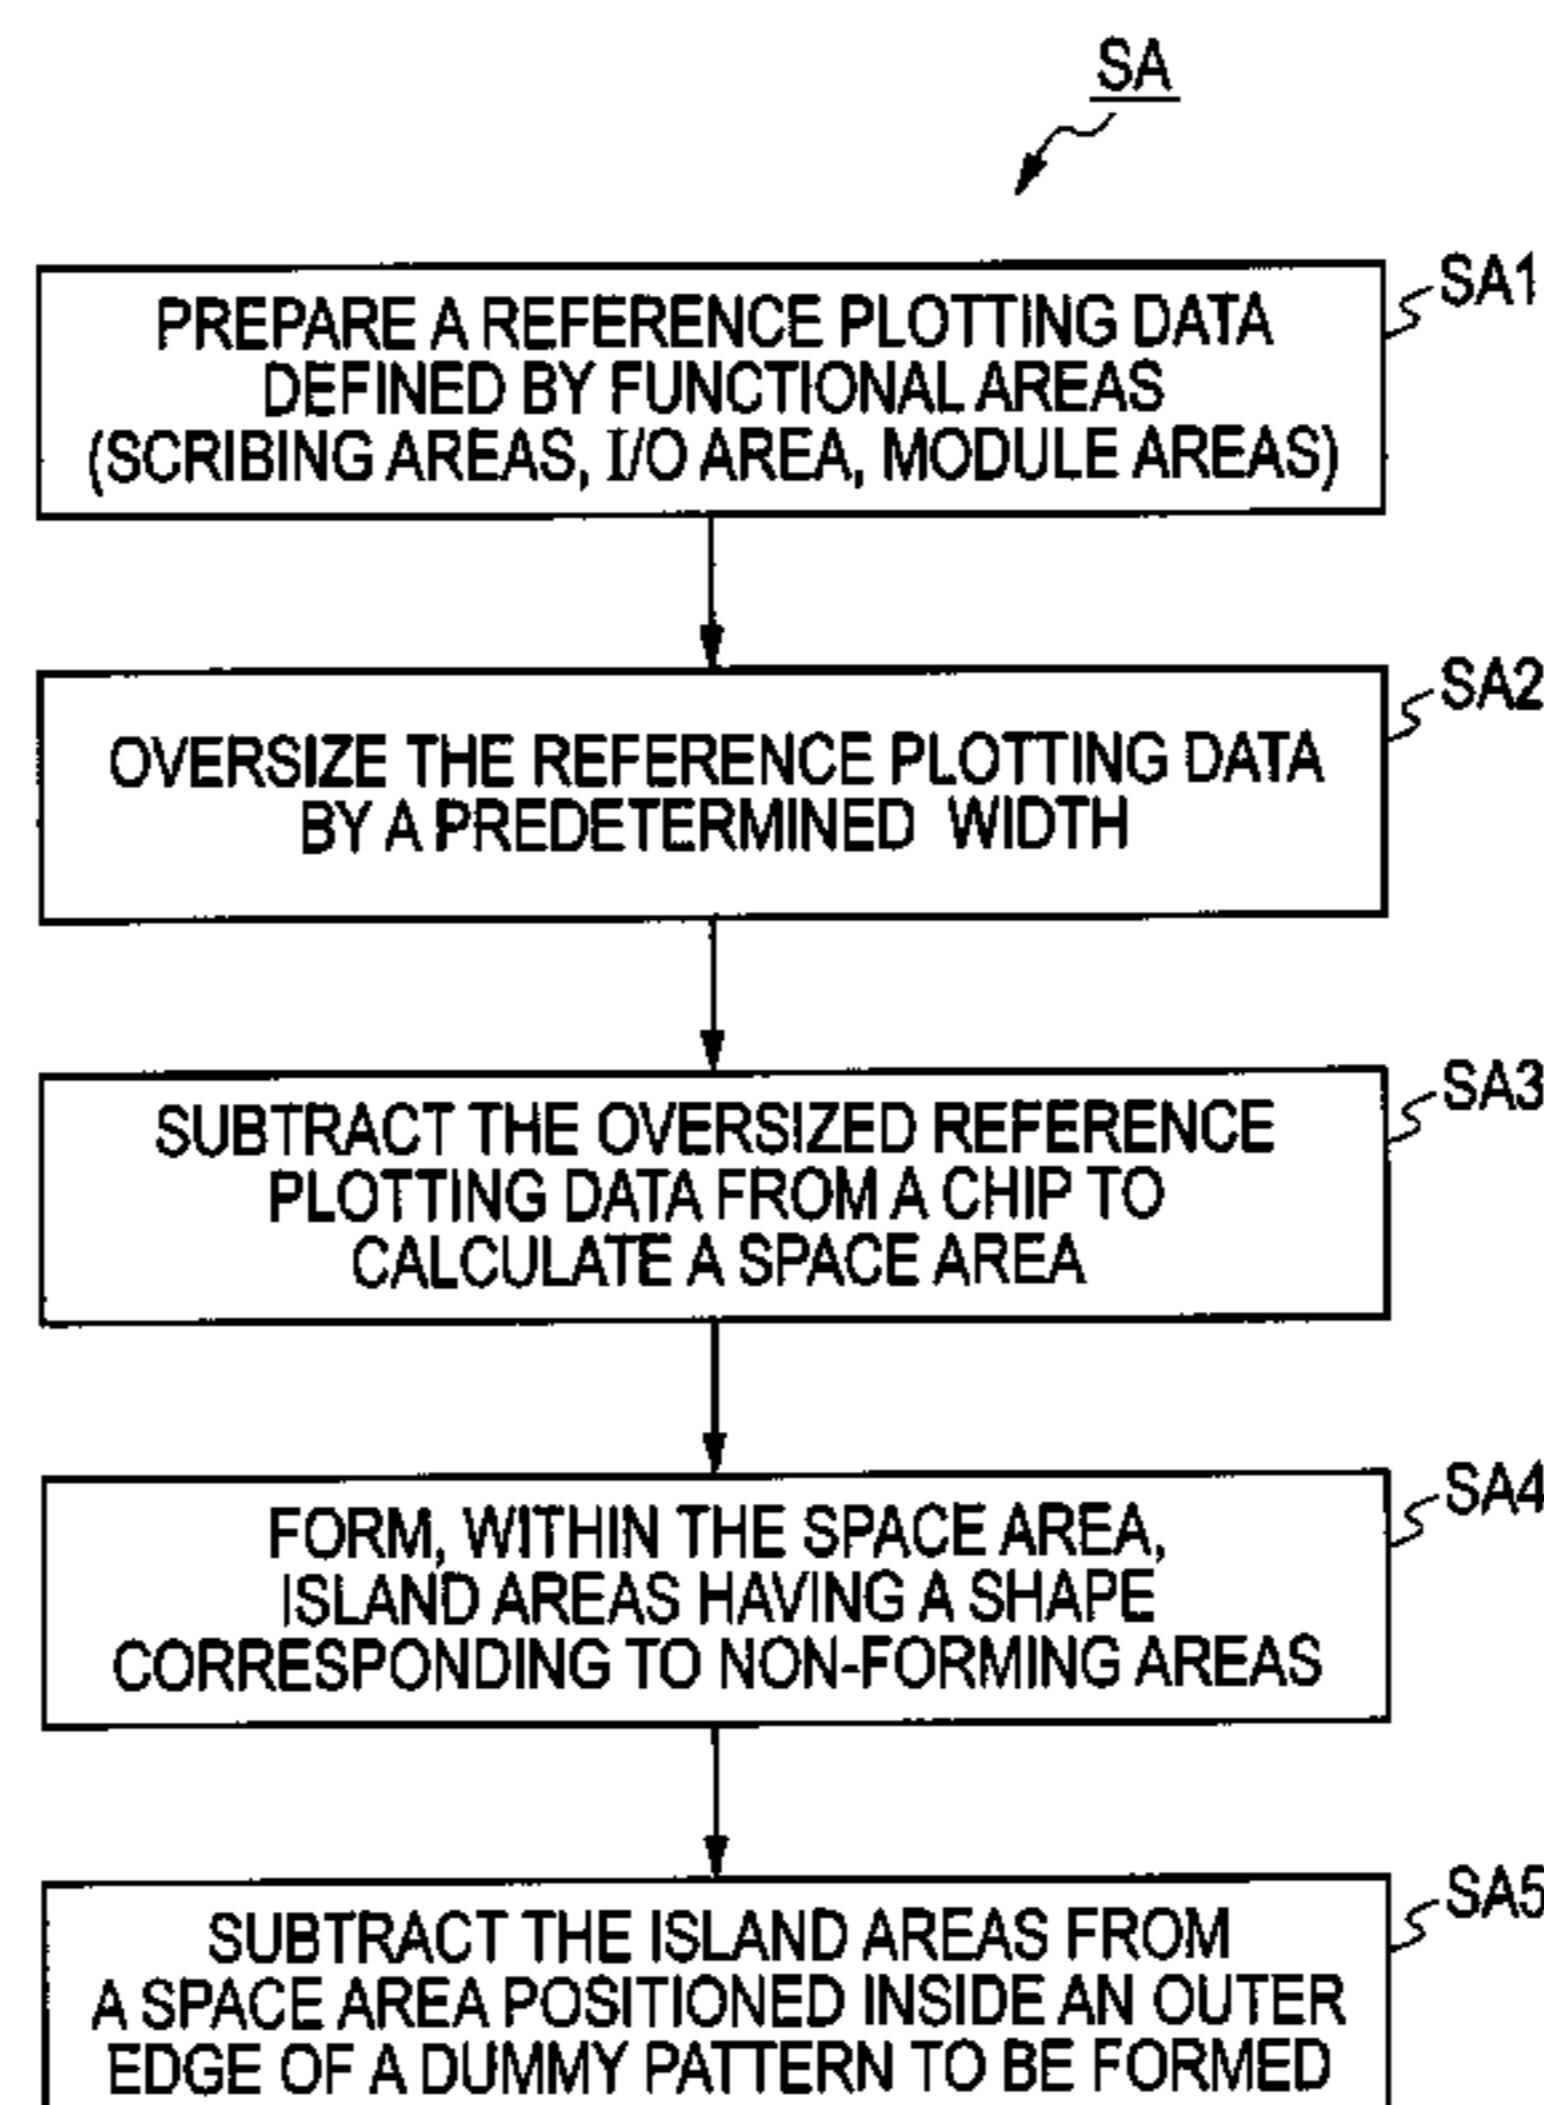 SA
SA1
PREPARE A REFERENCE PLOTTING DATA
DEFINED BY FUNCTIONAL AREAS
(SCRIBING AREAS, I/O AREA, MODULE AREAS)
SA2
OVERSIZE THE REFERENCE PLOTTING DATA
BY A PREDETERMINED WIDTH
SA3
SUBTRACT THE OVERSIZED REFERENCE
PLOTTING DATA FROM A CHIP TO
CALCULATE A SPACE AREA
SA4
FORM, WITHIN THE SPACE AREA,
ISLAND AREAS HAVING A SHAPE
CORRESPONDING TO NON-FORMING AREAS
SA5
SUBTRACT THE ISLAND AREAS FROM
A SPACE AREA POSITIONED INSIDE AN OUTER
EDGE OF A DUMMY PATTERN TO BE FORMED